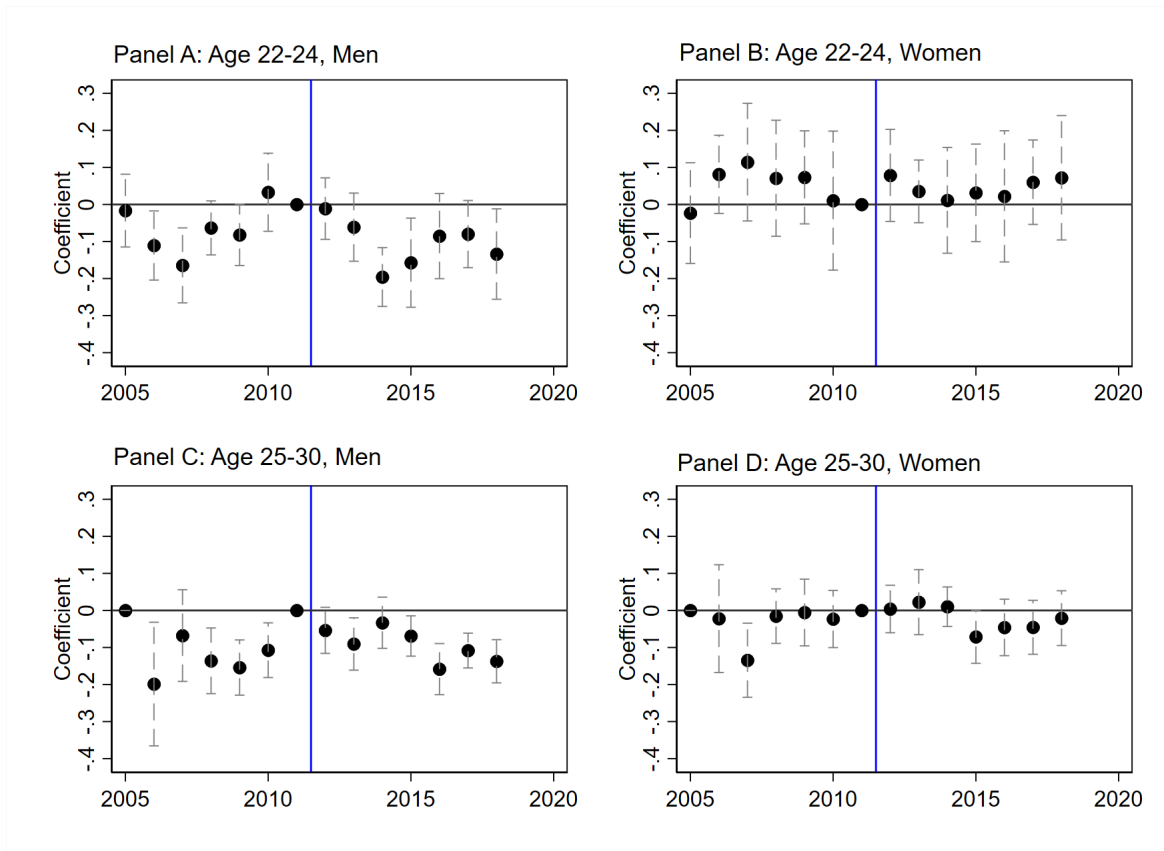 Panel A: Age 22-24, Men
Coefficient
.3
.2
.1
0
-.1
-.2
-.3
-.4
2005 2010 2015 2020
Panel B: Age 22-24, Women
Coefficient
.3
.2
.1
0
-.1
-.2
-.3
-.4
2005 2010 2015 2020
Panel C: Age 25-30, Men
Coefficient
.3
.2
.1
0
-.1
-.2
-.3
-.4
2005 2010 2015 2020
Panel D: Age 25-30, Women
Coefficient
.3
.2
.1
0
-.1
-.2
-.3
-.4
2005 2010 2015 2020